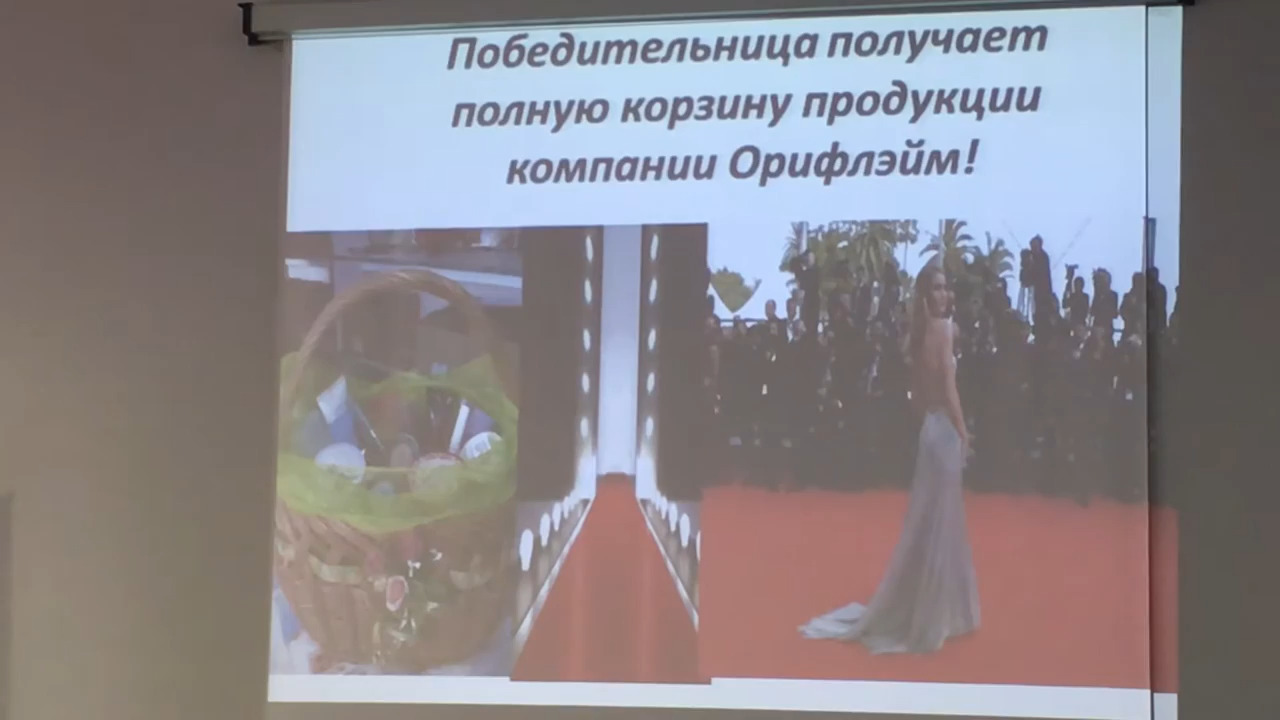 Победительница получает
полную корзину продукции
компании Орифлэйм!